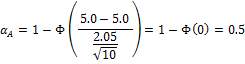 α_A = 1 − Φ ( (5.0 − 5.0) / (2.05 / √10) ) = 1 − Φ(0) = 0.5